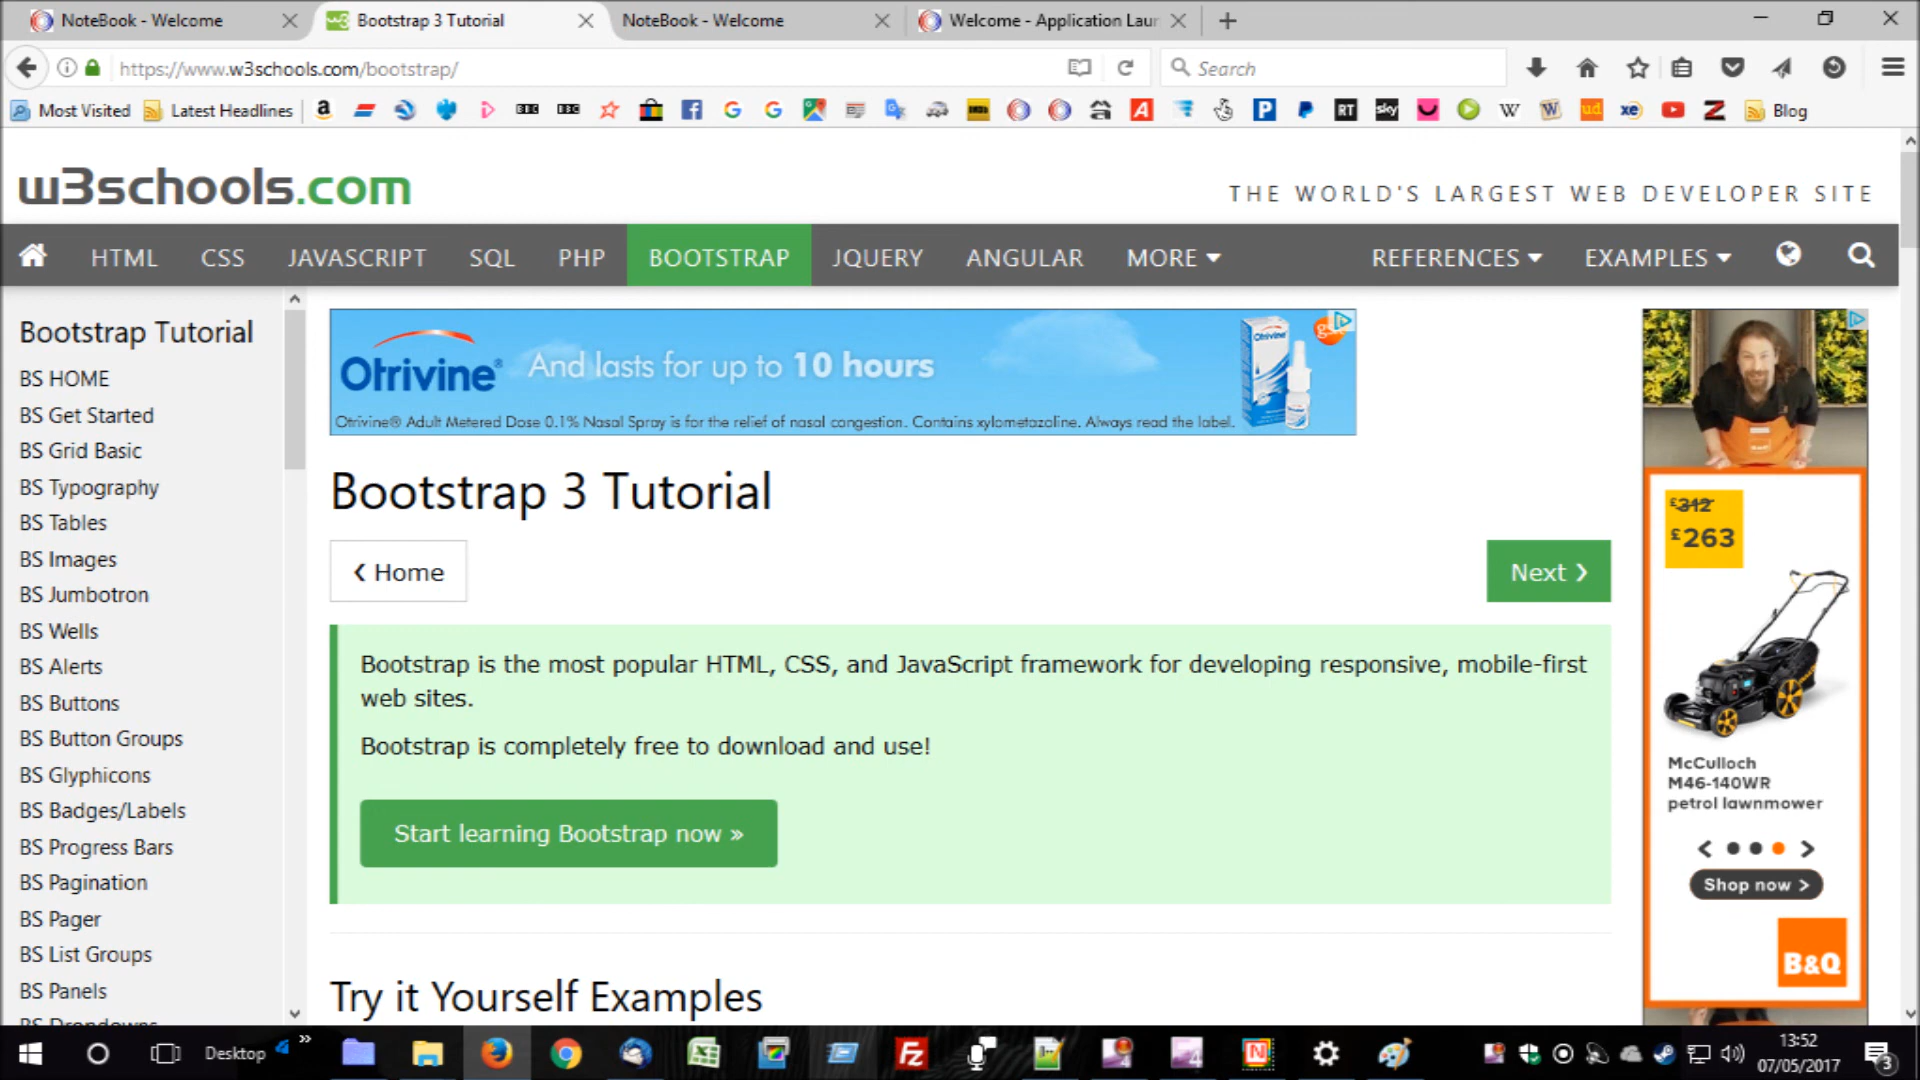 NoteBook - Welcome
Bootstrap 3 Tutorial
NoteBook - Welcome
Welcome - Application Laun
https://www.w3schools.com/bootstrap/
Search
Most Visited
Latest Headlines
Blog
w3schools.com
THE WORLD'S LARGEST WEB DEVELOPER SITE
HTML CSS JAVASCRIPT SQL PHP BOOTSTRAP JQUERY ANGULAR MORE REFERENCES EXAMPLES
Bootstrap Tutorial
BS HOME
BS Get Started
BS Grid Basic
BS Typography
BS Tables
BS Images
BS Jumbotron
BS Wells
BS Alerts
BS Buttons
BS Button Groups
BS Glyphicons
BS Badges/Labels
BS Progress Bars
BS Pagination
BS Pager
BS List Groups
BS Panels
BS Dropdowns
Otrivine® And lasts for up to 10 hours
Otrivine® Adult Metered Dose 0.1% Nasal Spray is for the relief of nasal congestion. Contains xylometazoline. Always read the label.
Bootstrap 3 Tutorial
❮ Home
Next ❯
Bootstrap is the most popular HTML, CSS, and JavaScript framework for developing responsive, mobile-first
web sites.
Bootstrap is completely free to download and use!
Start learning Bootstrap now »
Try it Yourself Examples
£312
£263
McCulloch
M46-140WR
petrol lawnmower
Shop now >
B&Q
Desktop
13:52
07/05/2017
3